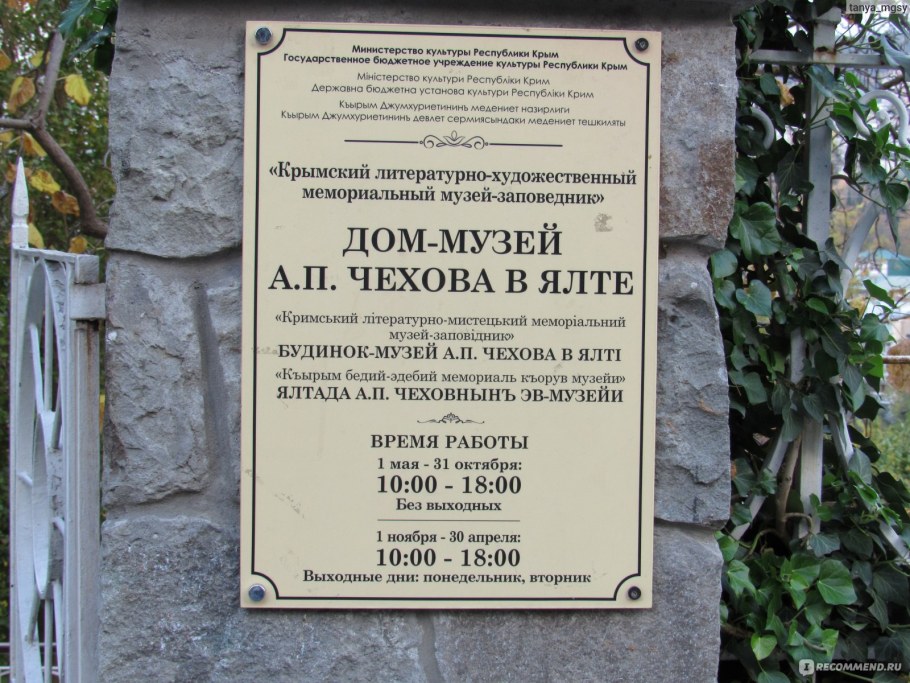 tanya_mgsy
Министерство культуры Республики Крым
Государственное бюджетное учреждение культуры Республики Крым
Міністерство культури Республіки Крим
Державна бюджетна установа культури Республіки Крим
Къырым Джумхуриетининъ медениет назирлиги
Къырым Джумхуриетининъ девлет сермиясындаки медениет тешкиляты
«Крымский литературно-художественный
мемориальный музей-заповедник»
ДОМ-МУЗЕЙ
А.П. ЧЕХОВА В ЯЛТЕ
«Кримський літературно-мистецький меморіальний
музей-заповідник»
БУДИНОК-МУЗЕЙ А.П. ЧЕХОВА В ЯЛТІ
«Къырым бедий-эдебий мемориаль къорув музейи»
ЯЛТАДА А.П. ЧЕХОВНЫНЪ ЭВ-МУЗЕЙИ
ВРЕМЯ РАБОТЫ
1 мая - 31 октября:
10:00 - 18:00
Без выходных
1 ноября - 30 апреля:
10:00 - 18:00
Выходные дни: понедельник, вторник
IRECOMMEND.RU